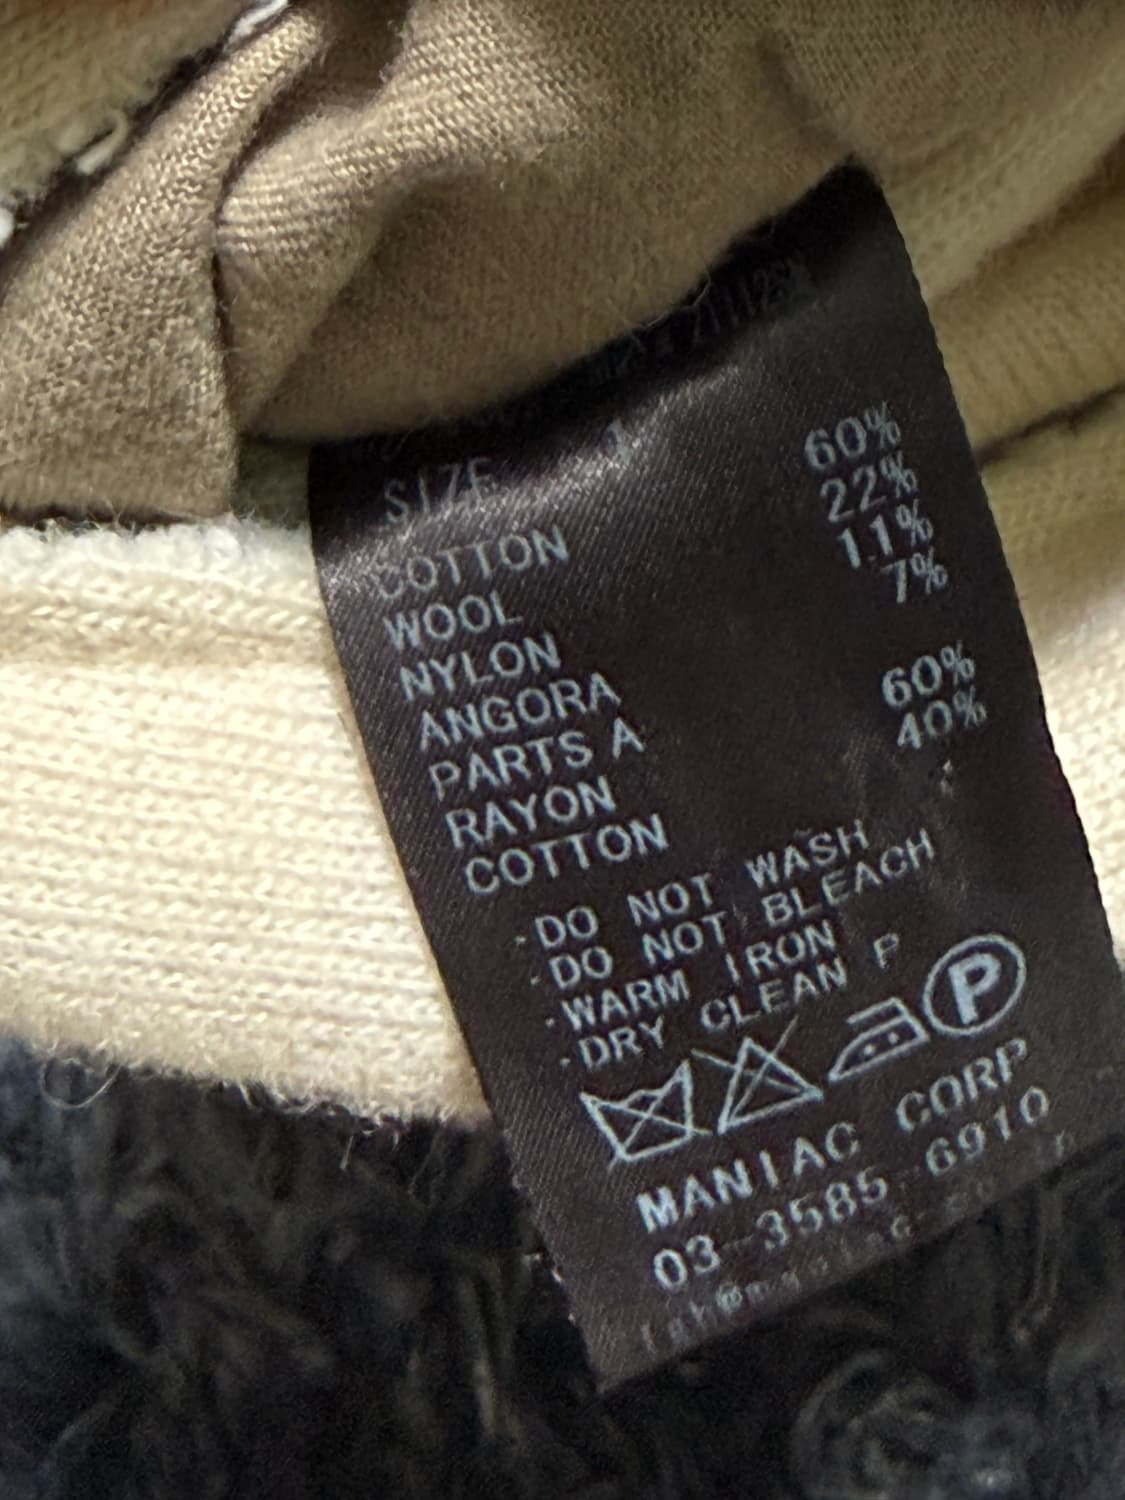 SIZE
COTTON 60%
WOOL 22%
NYLON 11%
ANGORA 7%
PARTS A
RAYON 60%
COTTON 40%
·DO NOT WASH
·DO NOT BLEACH
·WARM IRON
·DRY CLEAN P
P
MANIAC CORP
03-3585-6910